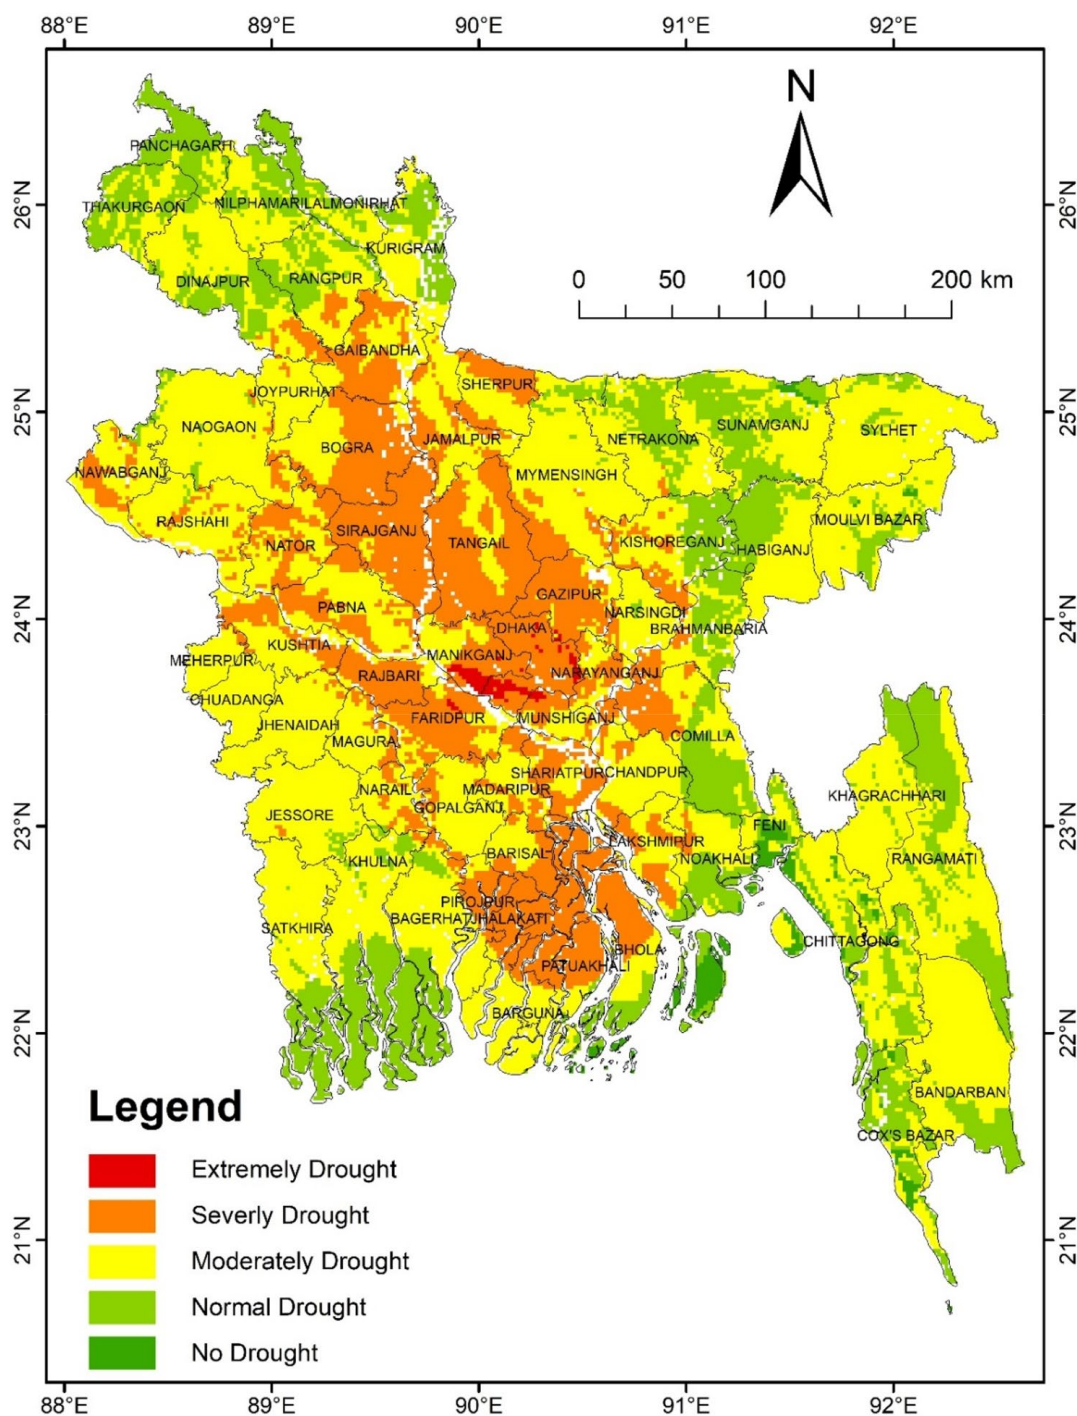 88°E 89°E 90°E 91°E 92°E
N
26°N 26°N
PANCHAGARH
THAKURGAON NILPHAMARI LALMONIRHAT
KURIGRAM
DINAJPUR RANGPUR
0 50 100 200 km
GAIBANDHA
SHERPUR
JOYPURHAT
25°N 25°N
NAOGAON JAMALPUR NETRAKONA SUNAMGANJ SYLHET
BOGRA
NAWABGANJ MYMENSINGH
RAJSHAHI MOULVI BAZAR
NATOR SIRAJGANJ TANGAIL KISHOREGANJ HABIGANJ
GAZIPUR
24°N 24°N
PABNA NARSINGDI
DHAKA BRAHMANBARIA
KUSHTIA MANIKGANJ
MEHERPUR RAJBARI NARAYANGANJ
CHUADANGA
JHENAIDAH FARIDPUR MUNSHIGANJ
MAGURA COMILLA
SHARIATPUR CHANDPUR
NARAIL MADARIPUR KHAGRACHHARI
GOPALGANJ
23°N 23°N
JESSORE FENI
LAKSHMIPUR
KHULNA BARISAL NOAKHALI RANGAMATI
PIROJPUR
BAGERHAT JHALAKATI
SATKHIRA CHITTAGONG
BHOLA
PATUAKHALI
22°N 22°N
BARGUNA
BANDARBAN
COX'S BAZAR
Legend
Extremely Drought
Severly Drought
Moderately Drought
Normal Drought
No Drought
21°N 21°N
88°E 89°E 90°E 91°E 92°E